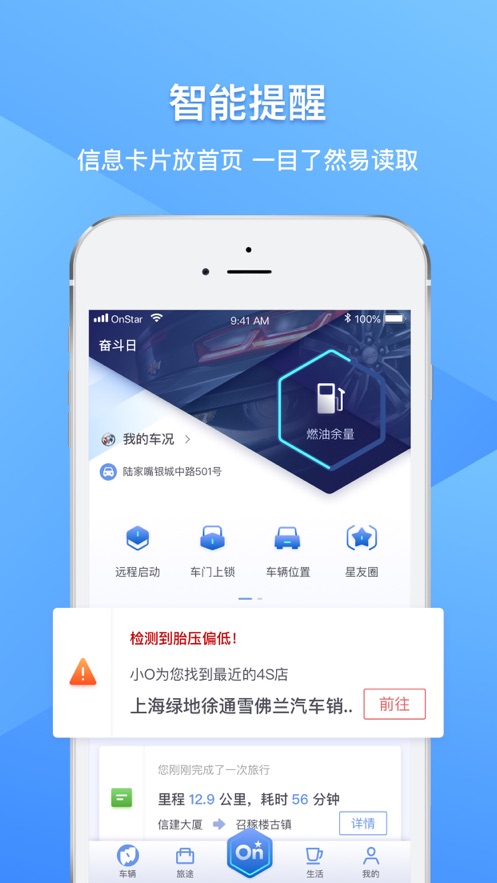 智能提醒
信息卡片放首页 一目了然易读取
OnStar 9:41 AM 100%
奋斗日
燃油余量
我的车况
陆家嘴银城中路501号
远程启动 车门上锁 车辆位置 星友圈
检测到胎压偏低！
小O为您找到最近的4S店
上海绿地徐通雪佛兰汽车销..
前往
您刚刚完成了一次旅行
里程 12.9 公里，耗时 56 分钟
信建大厦 召稼楼古镇
详情
车辆 旅途 On 生活 我的